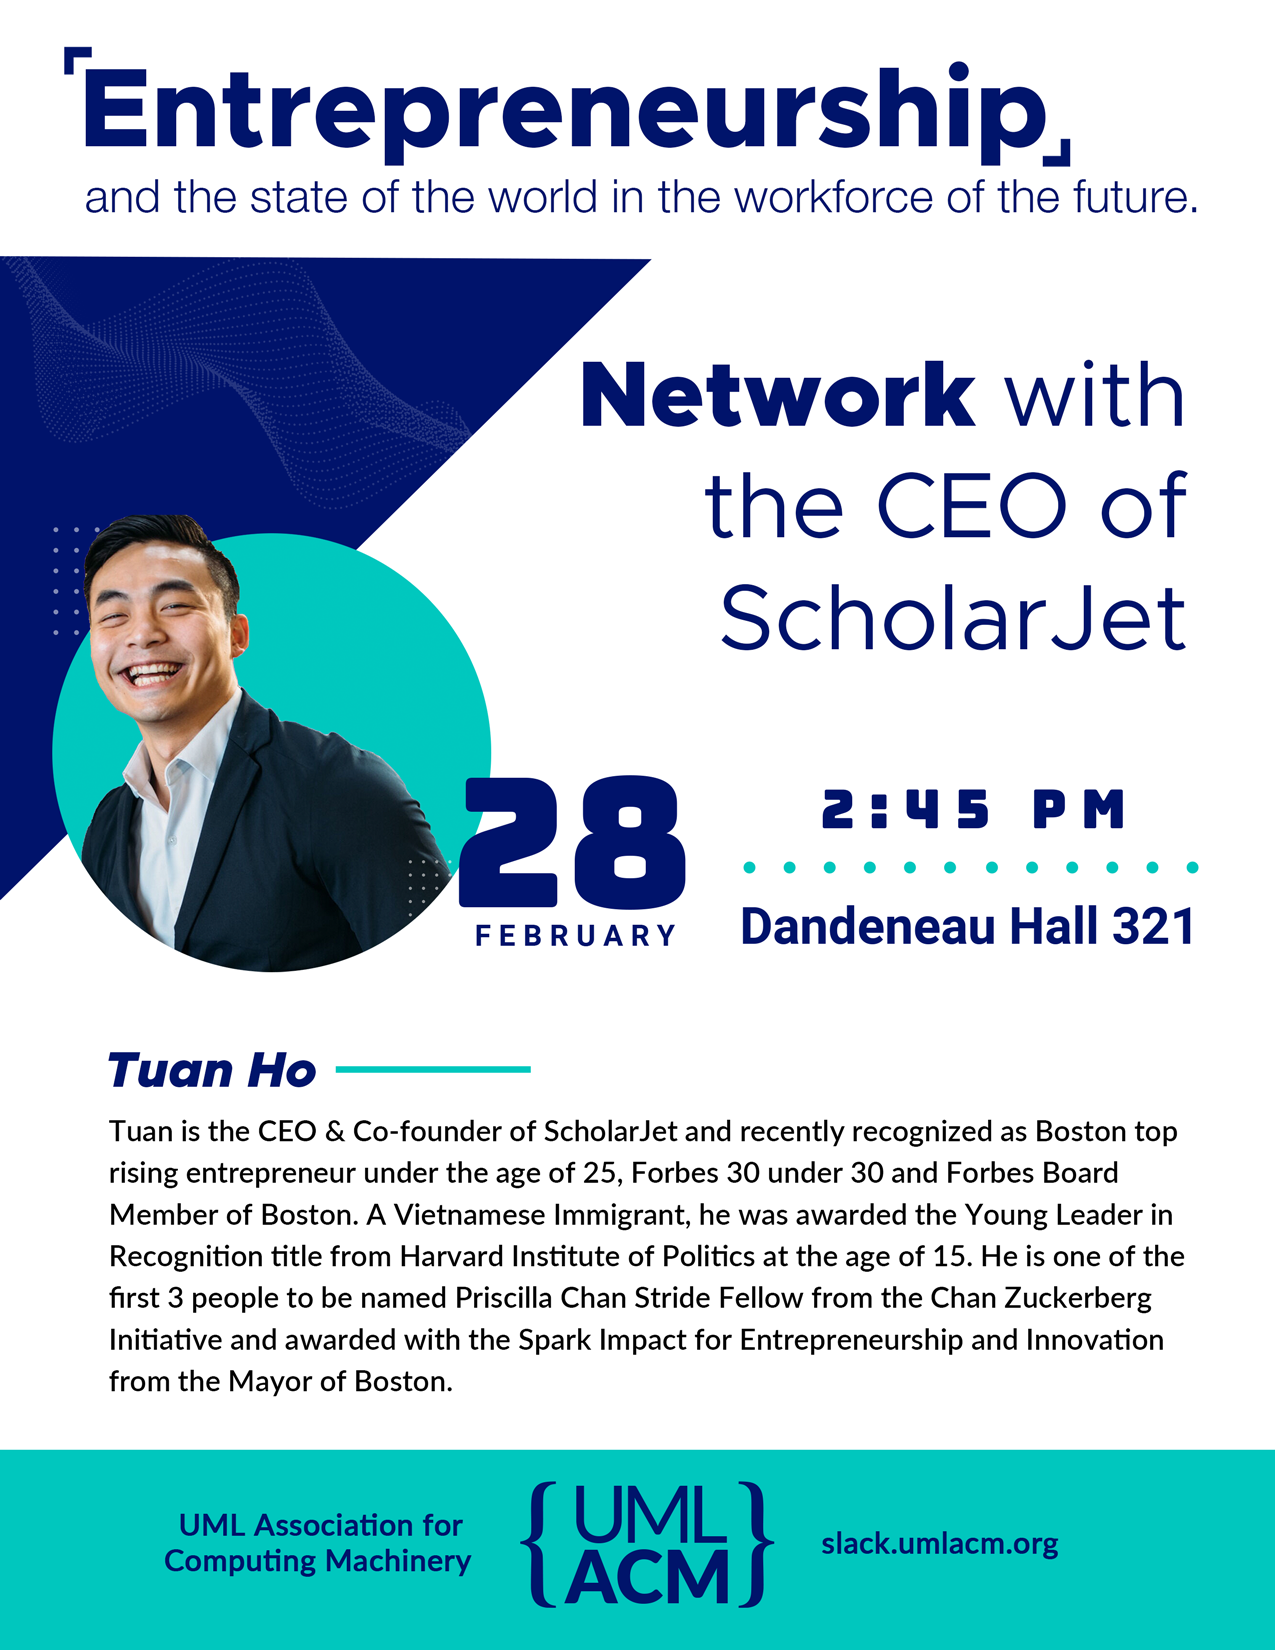 Entrepreneurship
and the state of the world in the workforce of the future.
Network with
the CEO of
ScholarJet
28
FEBRUARY
2:45 PM
Dandeneau Hall 321
Tuan Ho
Tuan is the CEO & Co-founder of ScholarJet and recently recognized as Boston top
rising entrepreneur under the age of 25, Forbes 30 under 30 and Forbes Board
Member of Boston. A Vietnamese Immigrant, he was awarded the Young Leader in
Recognition title from Harvard Institute of Politics at the age of 15. He is one of the
first 3 people to be named Priscilla Chan Stride Fellow from the Chan Zuckerberg
Initiative and awarded with the Spark Impact for Entrepreneurship and Innovation
from the Mayor of Boston.
UML Association for
Computing Machinery
{UML
ACM}
slack.umlacm.org